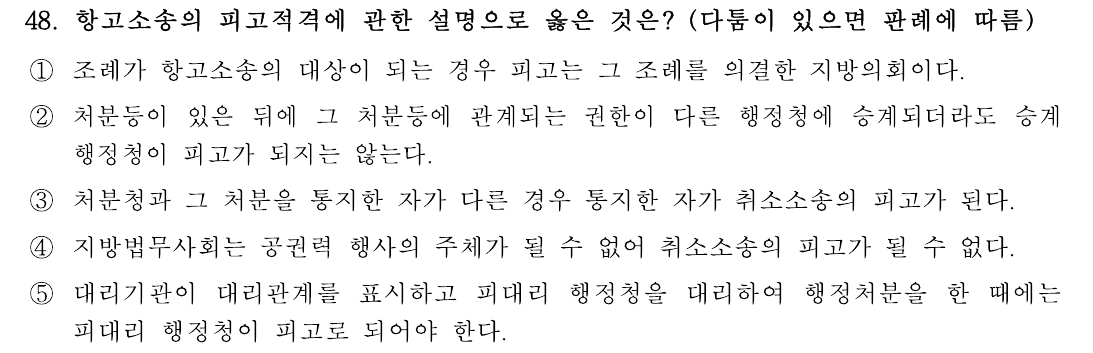 48. 항고소송의 피고적격에 관한 설명으로 옳은 것은? (다툼이 있으면 판례에 따름)
① 조례가 항고소송의 대상이 되는 경우 피고는 그 조례를 의결한 지방의회이다.
② 처분등이 있은 뒤에 그 처분등에 관계되는 권한이 다른 행정청에 승계되더라도 승계
행정청이 피고가 되지는 않는다.
③ 처분청과 그 처분을 통지한 자가 다른 경우 통지한 자가 취소소송의 피고가 된다.
④ 지방법무사회는 공권력 행사의 주체가 될 수 없어 취소소송의 피고가 될 수 없다.
⑤ 대리기관이 대리관계를 표시하고 피대리 행정청을 대리하여 행정처분을 한 때에는
피대리 행정청이 피고로 되어야 한다.